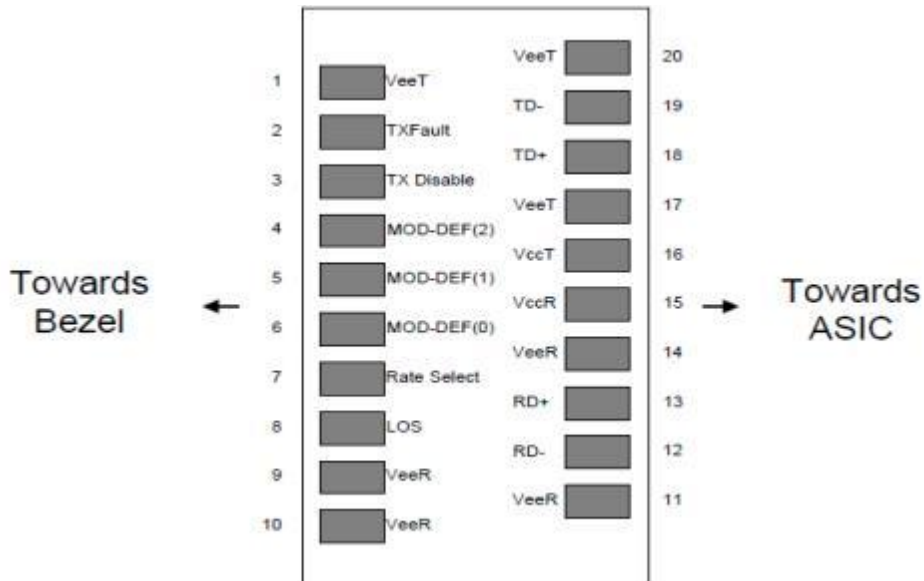 VeeT 20
1 VeeT
TD- 19
2 TXFault
TD+ 18
3 TX Disable
VeeT 17
4 MOD-DEF(2)
VccT 16
5 MOD-DEF(1)
Towards
Bezel
VccR 15
Towards
ASIC
6 MOD-DEF(0)
VeeR 14
7 Rate Select
RD+ 13
8 LOS
RD- 12
9 VeeR
VeeR 11
10 VeeR